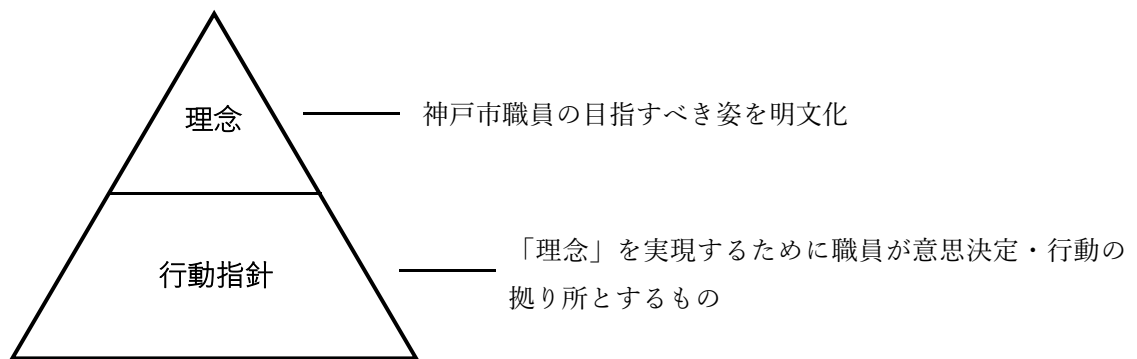 理念
神戸市職員の目指すべき姿を明文化
行動指針
「理念」を実現するために職員が意思決定・行動の
拠り所とするもの